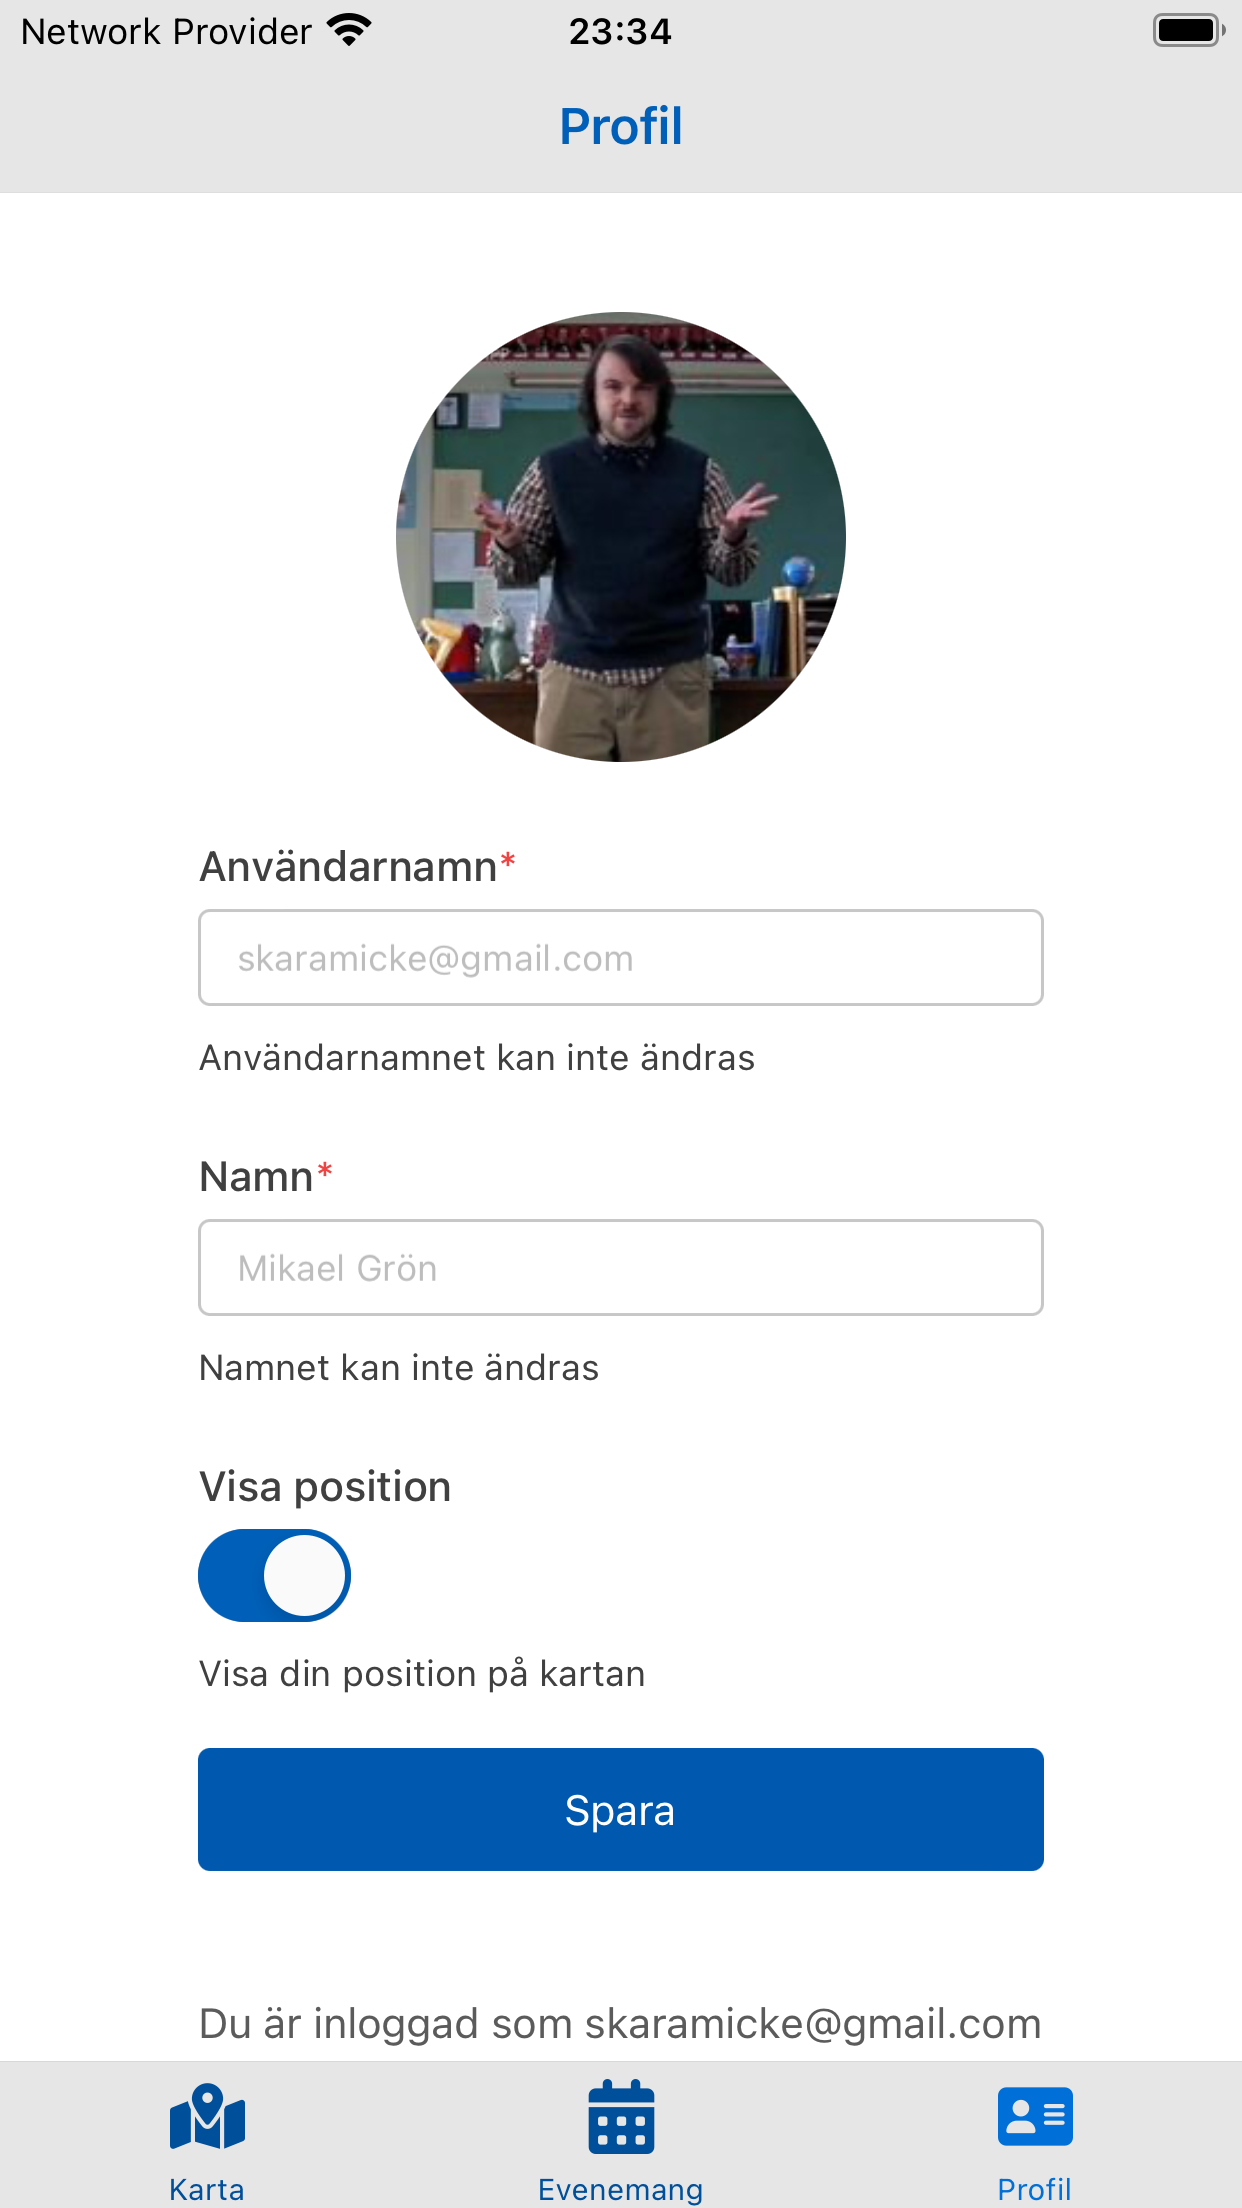 Network Provider
23:34
Profil
Användarnamn*
skaramicke@gmail.com
Användarnamnet kan inte ändras
Namn*
Mikael Grön
Namnet kan inte ändras
Visa position
Visa din position på kartan
Spara
Du är inloggad som skaramicke@gmail.com
Karta
Evenemang
Profil